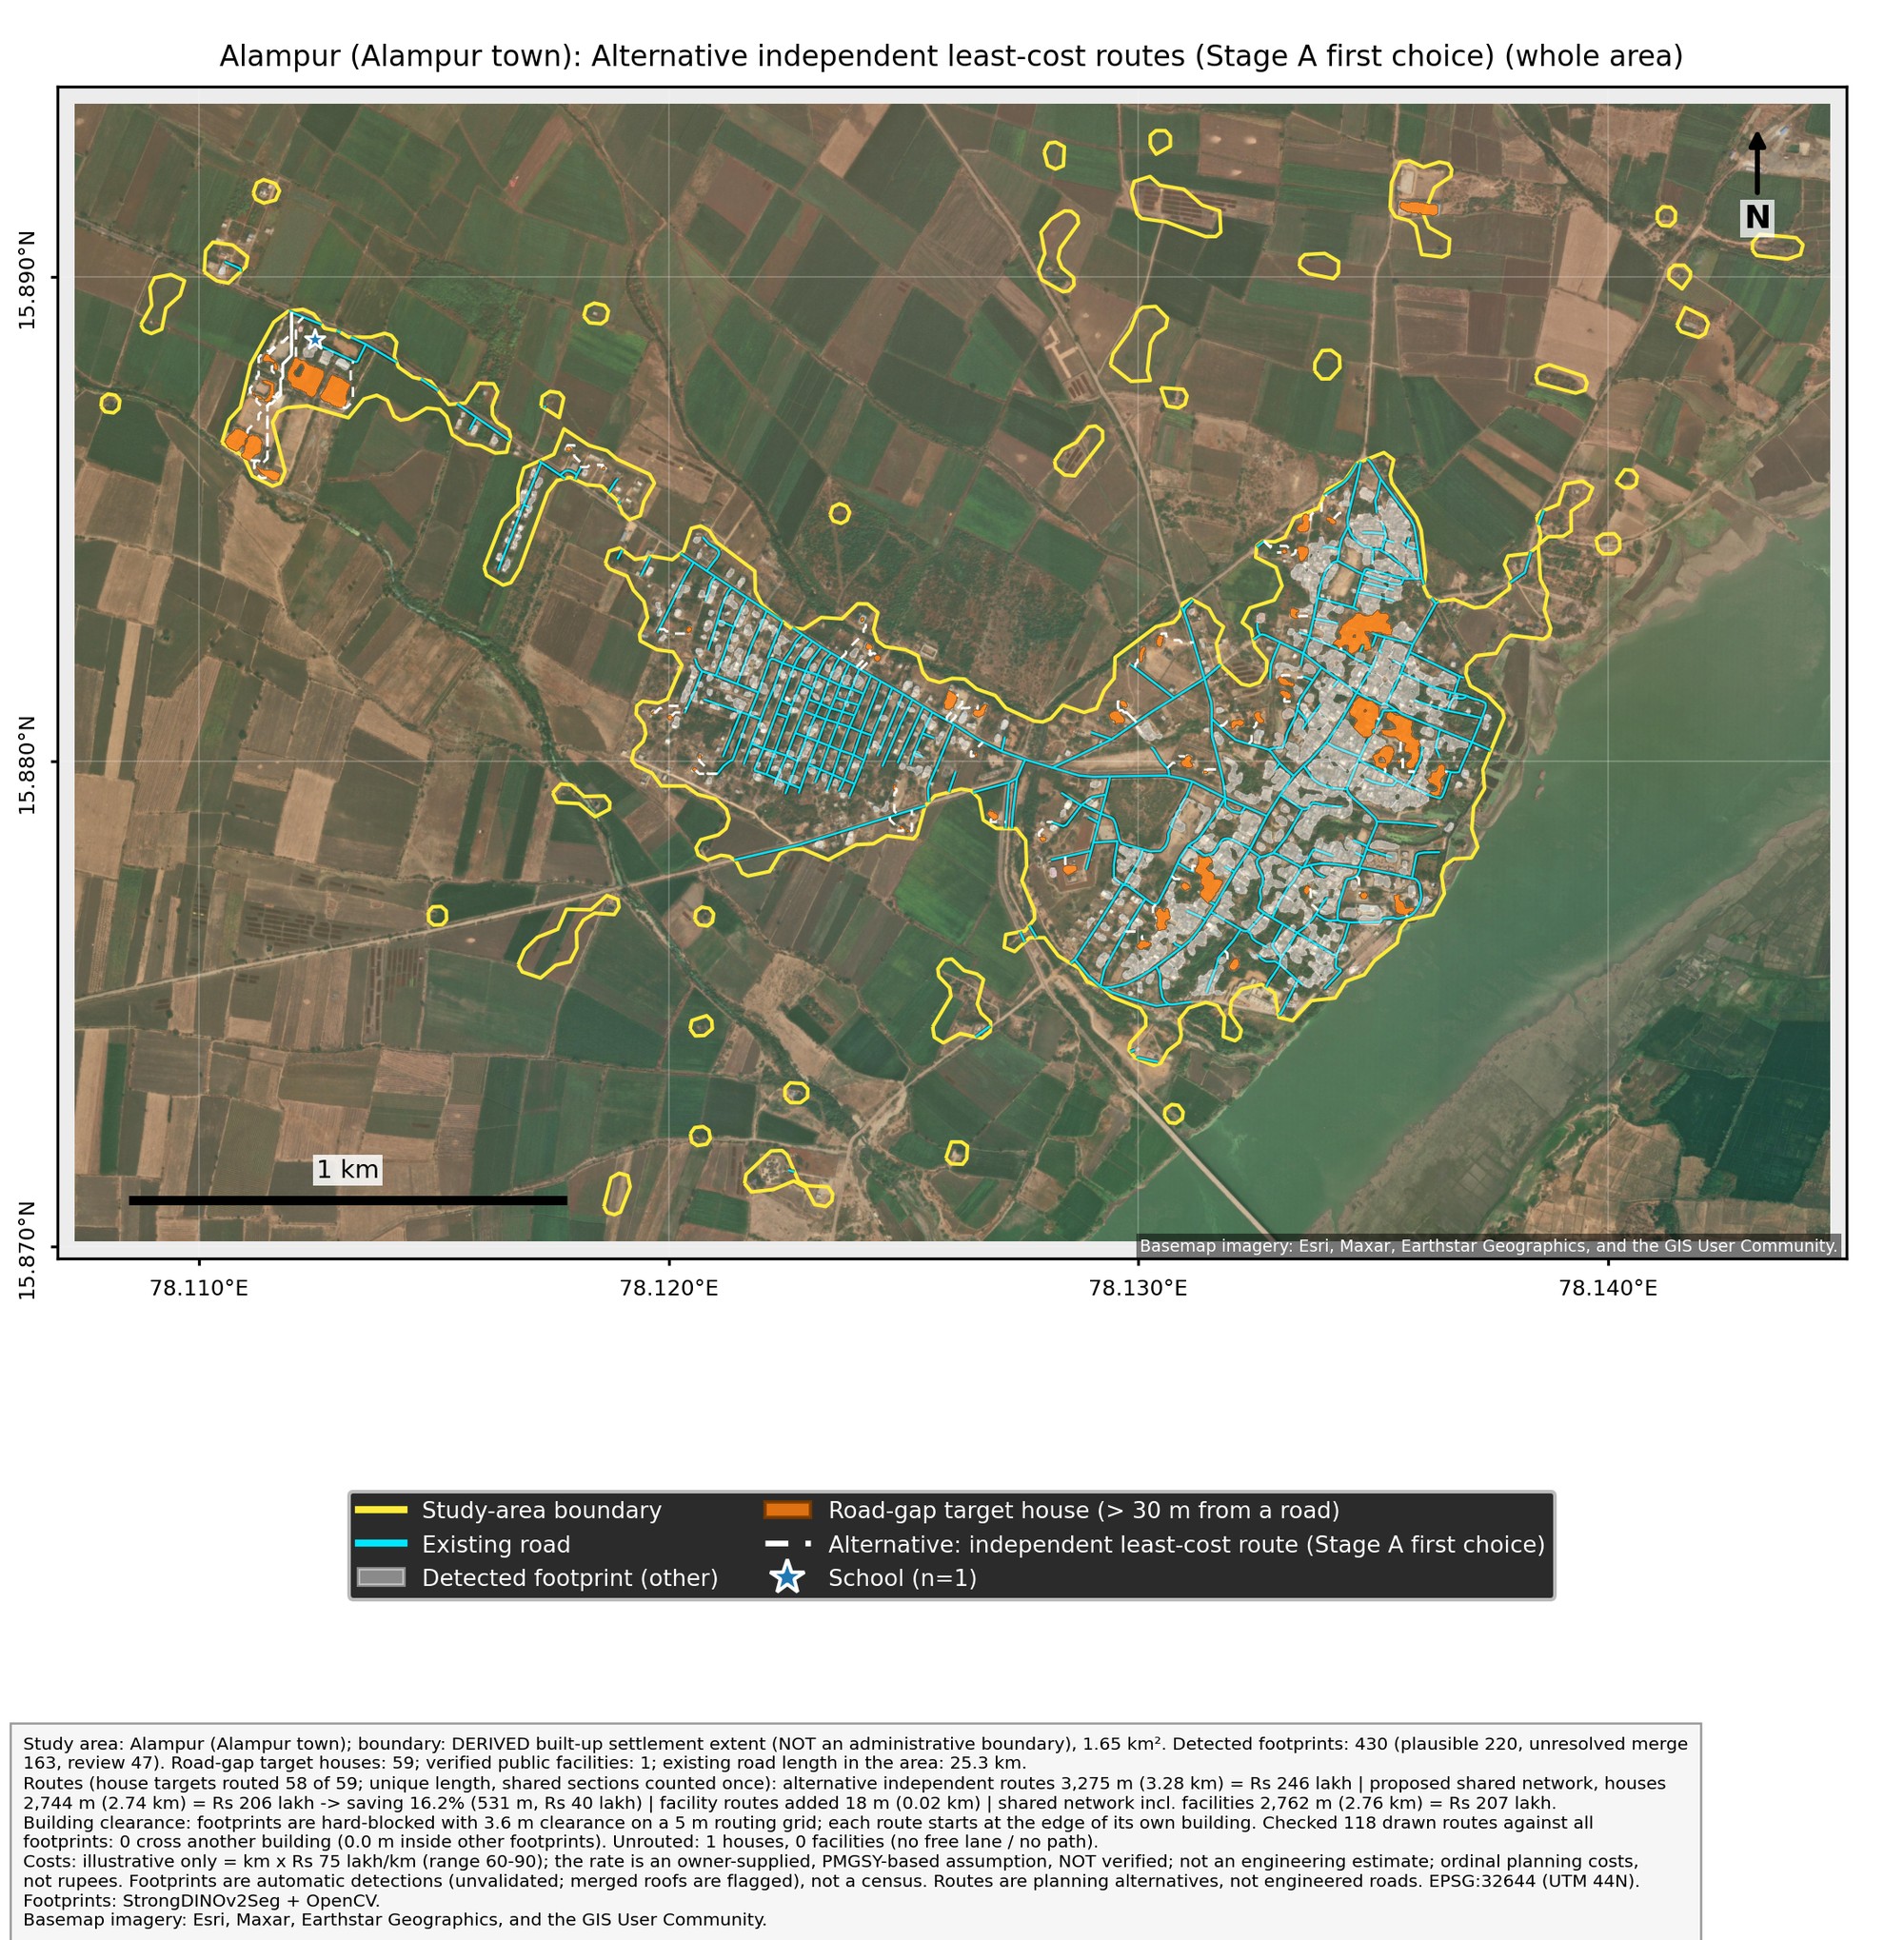 Alampur (Alampur town): Alternative independent least-cost routes (Stage A first choice) (whole area)
15.890°N
15.880°N
15.870°N
N
1 km
Basemap imagery: Esri, Maxar, Earthstar Geographics, and the GIS User Community.
78.110°E
78.120°E
78.130°E
78.140°E
Study-area boundary
Existing road
Detected footprint (other)
Road-gap target house (> 30 m from a road)
Alternative: independent least-cost route (Stage A first choice)
School (n=1)
Study area: Alampur (Alampur town); boundary: DERIVED built-up settlement extent (NOT an administrative boundary), 1.65 km². Detected footprints: 430 (plausible 220, unresolved merge
163, review 47). Road-gap target houses: 59; verified public facilities: 1; existing road length in the area: 25.3 km.
Routes (house targets routed 58 of 59; unique length, shared sections counted once): alternative independent routes 3,275 m (3.28 km) = Rs 246 lakh | proposed shared network, houses
2,744 m (2.74 km) = Rs 206 lakh -> saving 16.2% (531 m, Rs 40 lakh) | facility routes added 18 m (0.02 km) | shared network incl. facilities 2,762 m (2.76 km) = Rs 207 lakh.
Building clearance: footprints are hard-blocked with 3.6 m clearance on a 5 m routing grid; each route starts at the edge of its own building. Checked 118 drawn routes against all
footprints: 0 cross another building (0.0 m inside other footprints). Unrouted: 1 houses, 0 facilities (no free lane / no path).
Costs: illustrative only = km x Rs 75 lakh/km (range 60-90); the rate is an owner-supplied, PMGSY-based assumption, NOT verified; not an engineering estimate; ordinal planning costs,
not rupees. Footprints are automatic detections (unvalidated; merged roofs are flagged), not a census. Routes are planning alternatives, not engineered roads. EPSG:32644 (UTM 44N).
Footprints: StrongDINOv2Seg + OpenCV.
Basemap imagery: Esri, Maxar, Earthstar Geographics, and the GIS User Community.